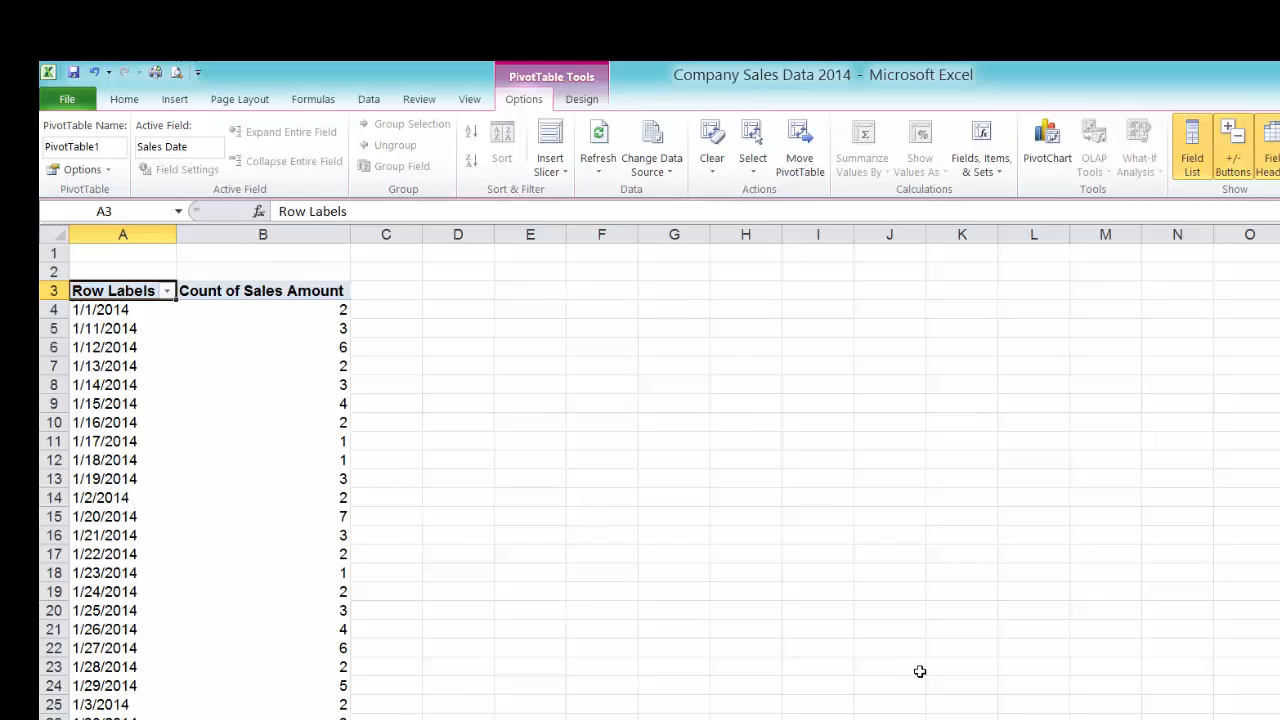 Company Sales Data 2014 - Microsoft Excel
PivotTable Tools
File Home Insert Page Layout Formulas Data Review View Options Design
PivotTable Name:
PivotTable1
Options
PivotTable
Active Field:
Sales Date
Field Settings
Expand Entire Field
Collapse Entire Field
Active Field
Group Selection
Ungroup
Group Field
Group
Sort
Insert
Slicer
Sort & Filter
Refresh
Change Data
Source
Data
Clear
Select
Move
PivotTable
Actions
Summarize
Values By
Show
Values As
Fields, Items,
& Sets
Calculations
PivotChart
OLAP
Tools
What-If
Analysis
Tools
Field
List
+/-
Buttons
Show
A3 fx Row Labels
A B C D E F G H I J K L M N O
1
2
3 Row Labels Count of Sales Amount
4 1/1/2014 2
5 1/11/2014 3
6 1/12/2014 6
7 1/13/2014 2
8 1/14/2014 3
9 1/15/2014 4
10 1/16/2014 2
11 1/17/2014 1
12 1/18/2014 1
13 1/19/2014 3
14 1/2/2014 2
15 1/20/2014 7
16 1/21/2014 3
17 1/22/2014 2
18 1/23/2014 1
19 1/24/2014 2
20 1/25/2014 3
21 1/26/2014 4
22 1/27/2014 6
23 1/28/2014 2
24 1/29/2014 5
25 1/3/2014 2